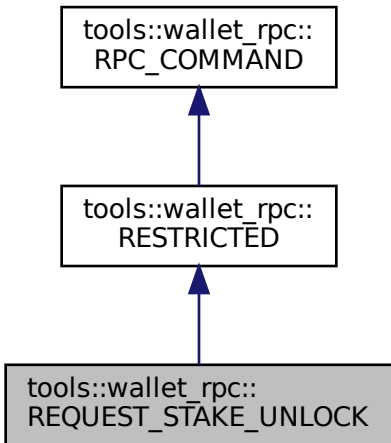 tools::wallet_rpc::
RPC_COMMAND
tools::wallet_rpc::
RESTRICTED
tools::wallet_rpc::
REQUEST_STAKE_UNLOCK